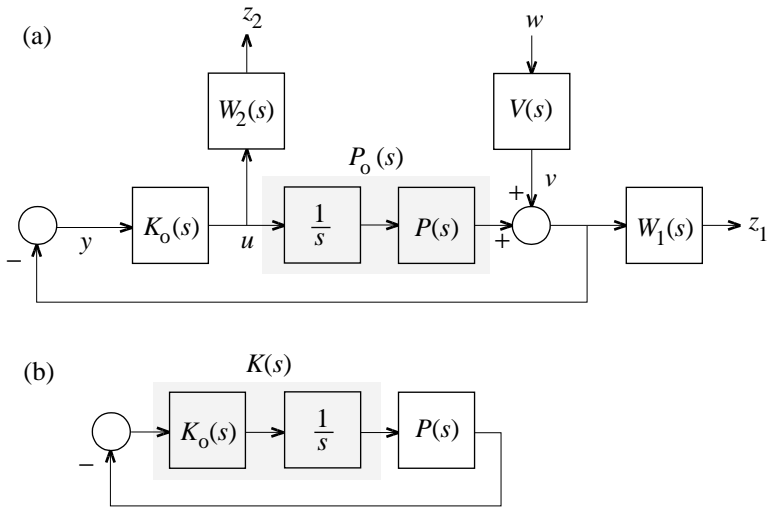 (a)
z2
w
W2(s)
V(s)
Po(s)
v
+
y
Ko(s)
u
1/s
P(s)
+
W1(s)
z1
−
(b)
K(s)
Ko(s)
1/s
P(s)
−